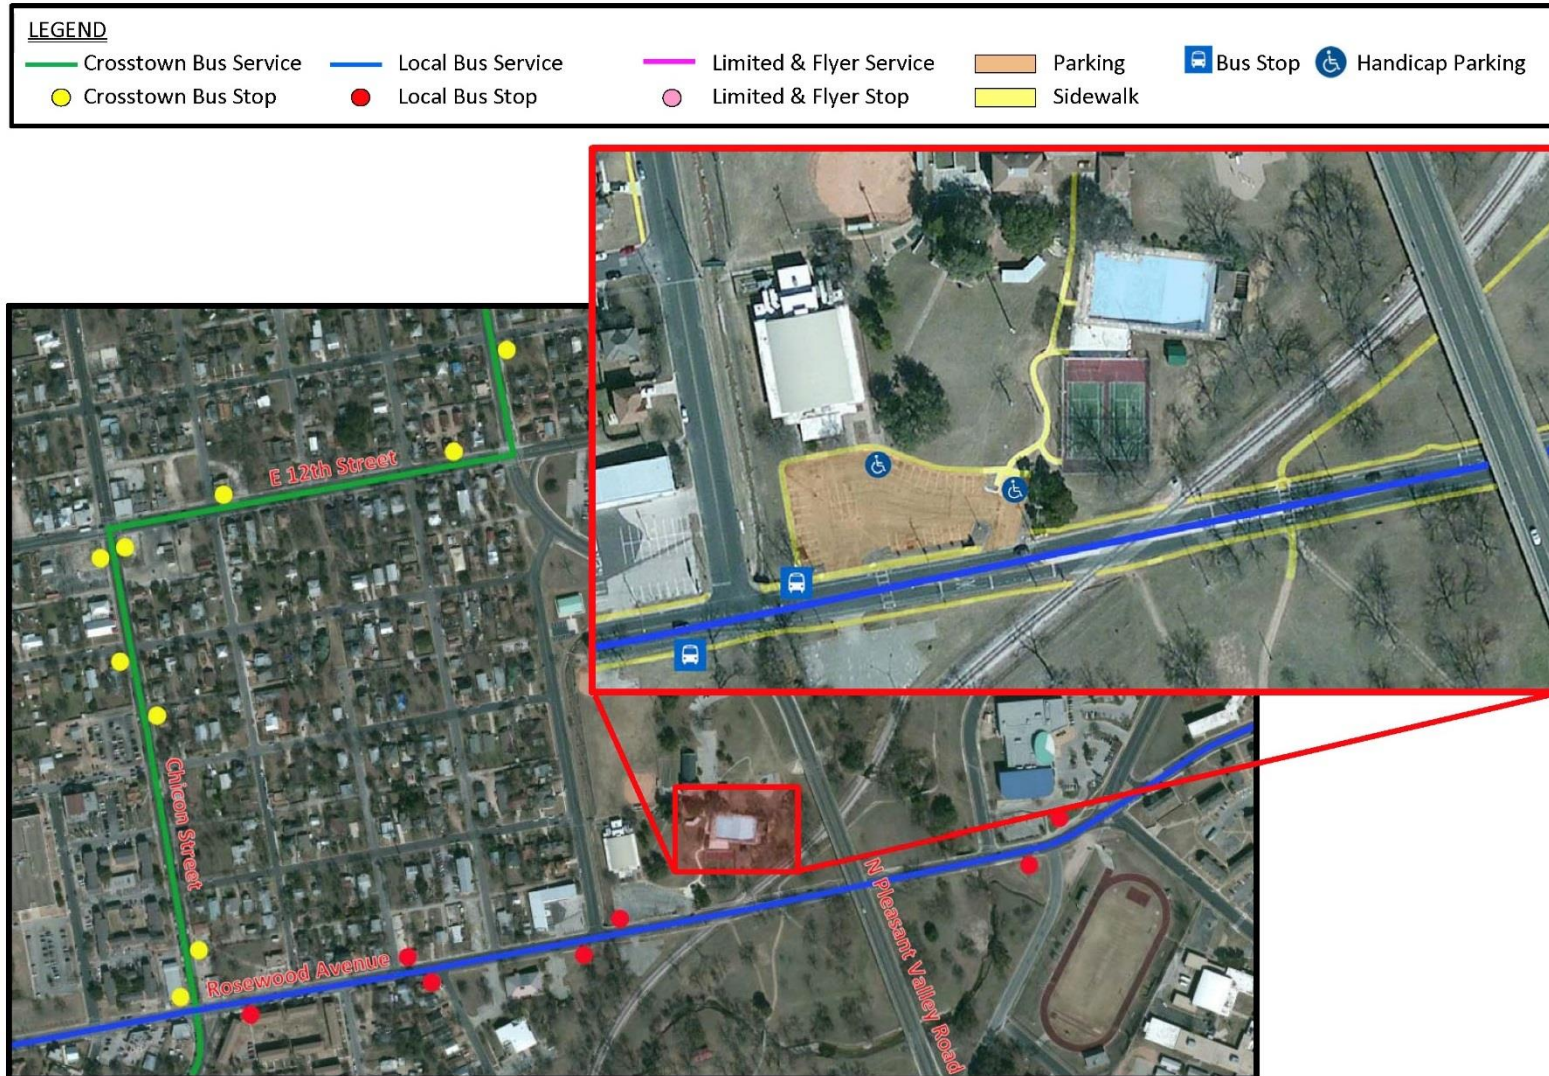 LEGEND
Crosstown Bus Service Local Bus Service Limited & Flyer Service Parking Bus Stop Handicap Parking
Crosstown Bus Stop Local Bus Stop Limited & Flyer Stop Sidewalk
E 12th Street
Chicon Street
Rosewood Avenue
N Pleasant Valley Road